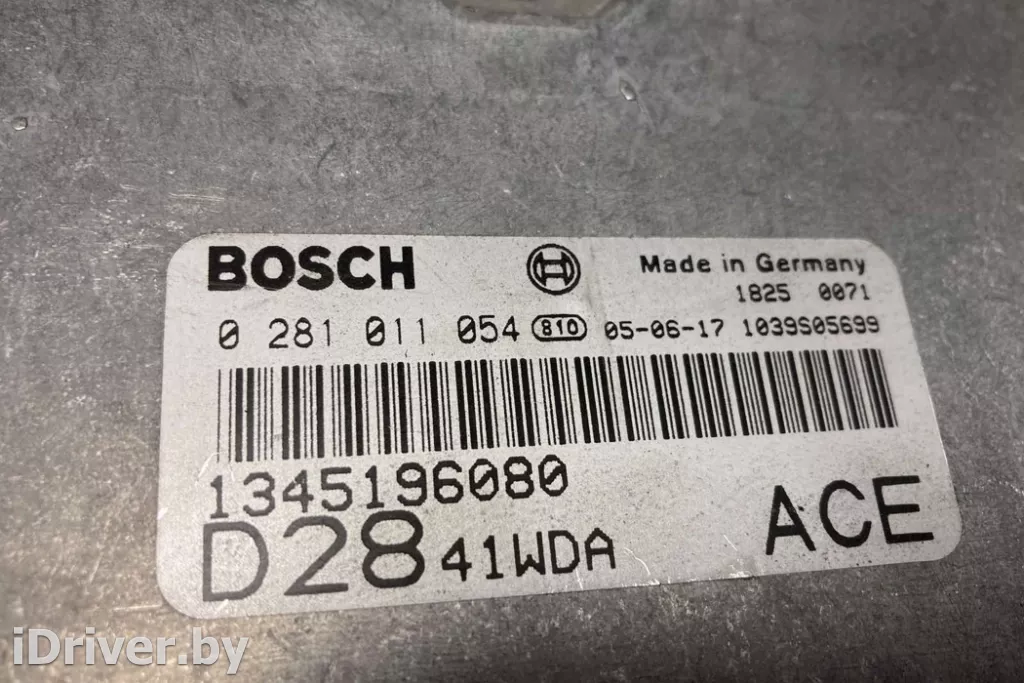 BOSCH
Made in Germany
1825 0071
0 281 011 054 810 05-06-17 1039S05699
1345196080
D28 41WDA ACE
iDriver.by